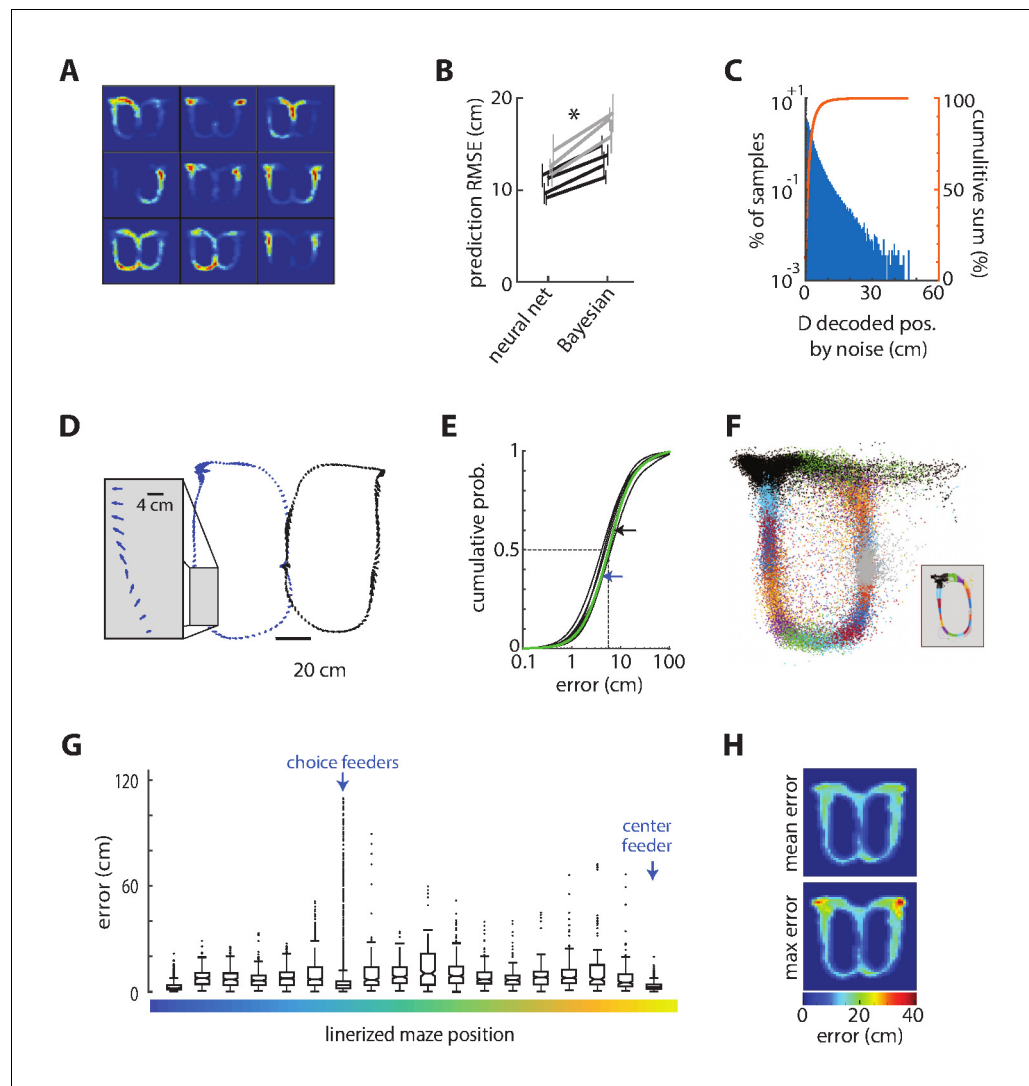 A
B
prediction RMSE (cm)
20
10
0
*
neural net
Bayesian
C
% of samples
10+1
10-1
10-3
cumulitive sum (%)
100
50
0
0 30 60
D decoded pos.
by noise (cm)
D
4 cm
20 cm
E
cumulative prob.
1
0.5
0
0.1 1 10 100
error (cm)
F
G
error (cm)
120
60
0
choice feeders
center
feeder
linerized maze position
H
mean error
max error
0 20 40
error (cm)